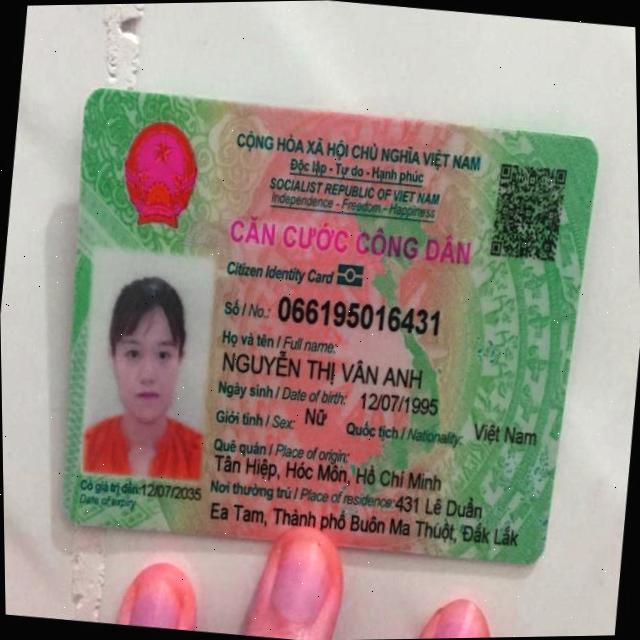 CỘNG HÒA XÃ HỘI CHỦ NGHĨA VIỆT NAM
Độc lập - Tự do - Hạnh phúc
SOCIALIST REPUBLIC OF VIET NAM
Independence - Freedom - Happiness
CĂN CƯỚC CÔNG DÂN
Citizen Identity Card
Số / No.: 066195016431
Họ và tên / Full name:
NGUYỄN THỊ VÂN ANH
Ngày sinh / Date of birth: 12/07/1995
Giới tính / Sex: Nữ Quốc tịch / Nationality: Việt Nam
Quê quán / Place of origin:
Tân Hiệp, Hóc Môn, Hồ Chí Minh
Nơi thường trú / Place of residence: 431 Lê Duẩn
Ea Tam, Thành phố Buôn Ma Thuột, Đắk Lắk
Có giá trị đến: 12/07/2035
Date of expiry